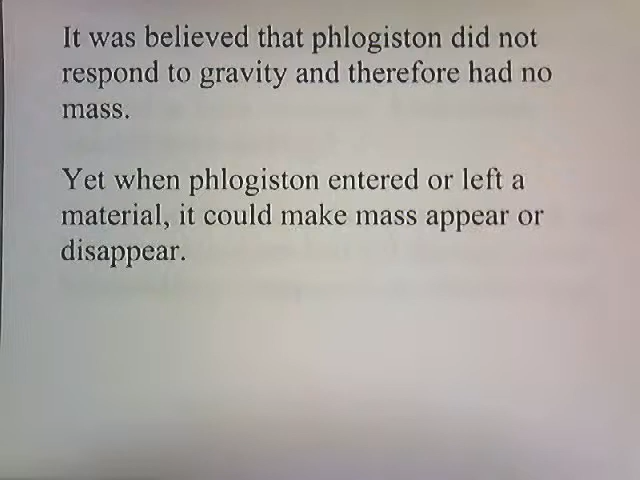 It was believed that phlogiston did not
respond to gravity and therefore had no
mass.
Yet when phlogiston entered or left a
material, it could make mass appear or
disappear.